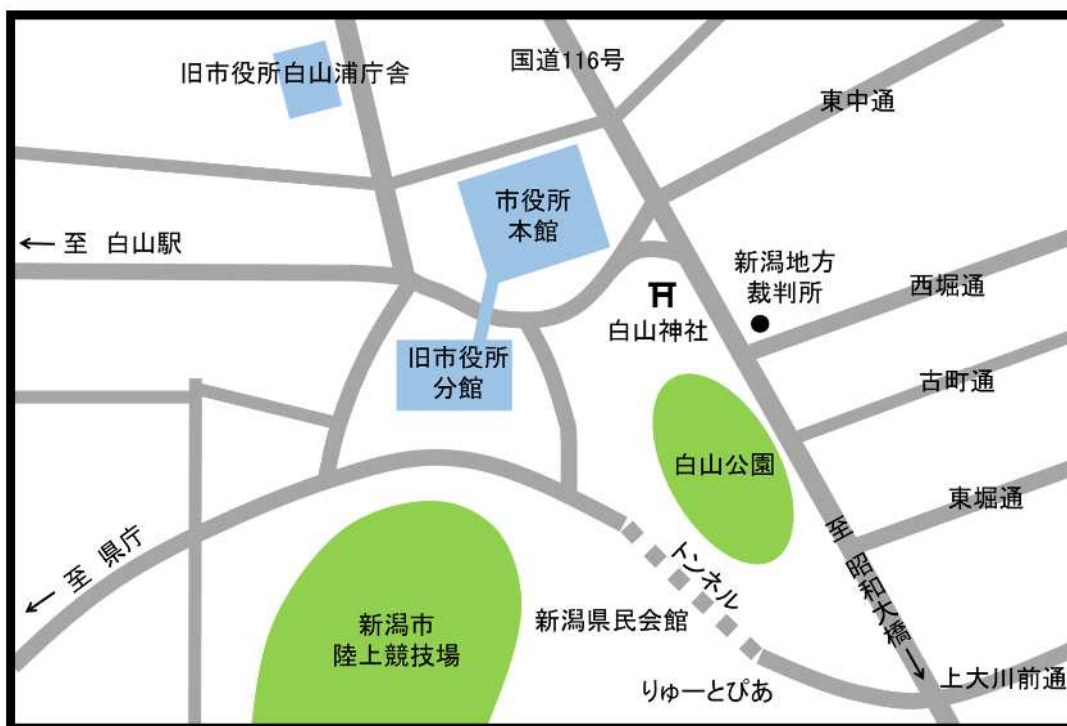 旧市役所白山浦庁舎
国道116号
東中通
市役所
本館
← 至 白山駅
新潟地方
裁判所
西堀通
白山神社
旧市役所
分館
古町通
白山公園
東堀通
← 至 県庁
トンネル
至 昭和大橋 →
新潟市
陸上競技場
新潟県民会館
りゅーとぴあ
上大川前通